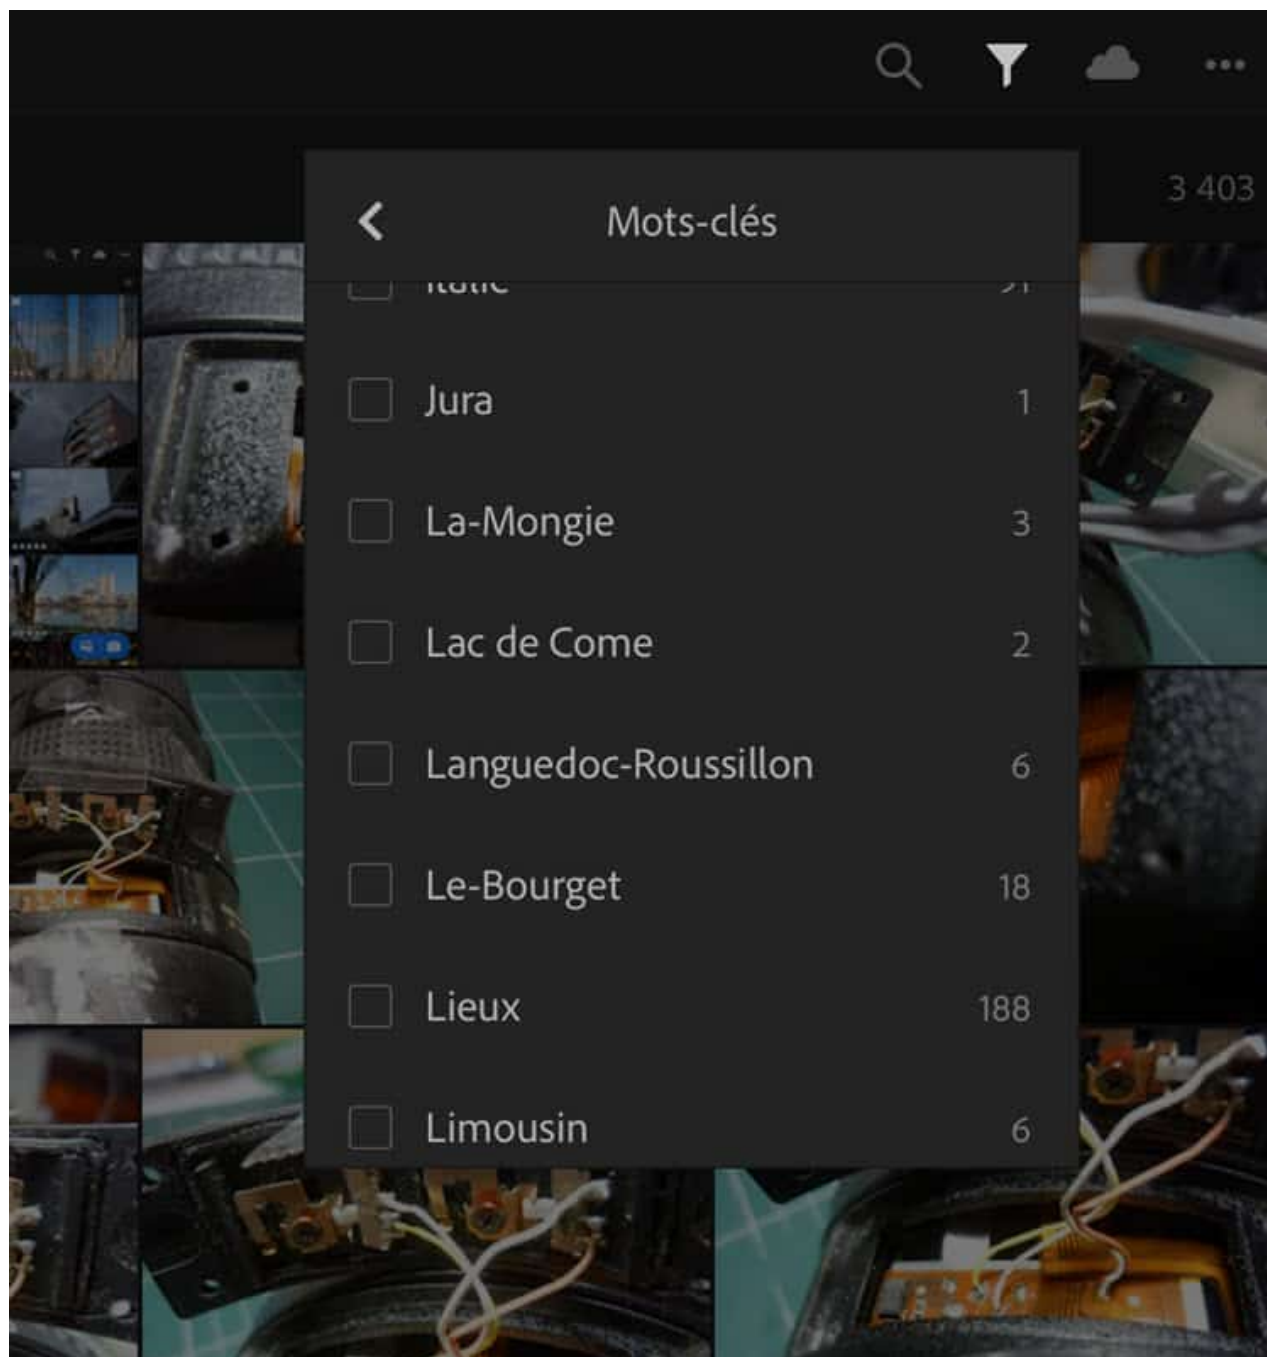 3 403
Mots-clés
Jura 1
La-Mongie 3
Lac de Come 2
Languedoc-Roussillon 6
Le-Bourget 18
Lieux 188
Limousin 6